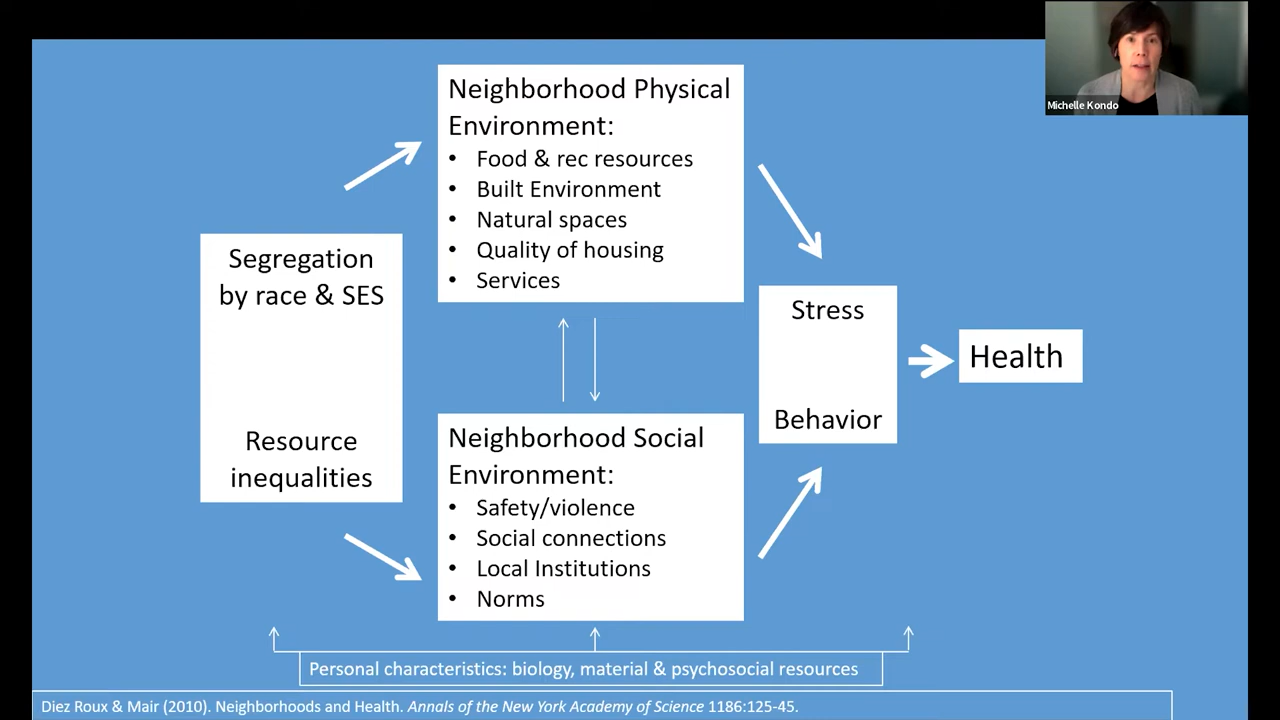 Michelle Kondo
Neighborhood Physical
Environment:
• Food & rec resources
• Built Environment
• Natural spaces
• Quality of housing
• Services
Segregation
by race & SES
Resource
inequalities
Neighborhood Social
Environment:
• Safety/violence
• Social connections
• Local Institutions
• Norms
Stress
Behavior
Health
Personal characteristics: biology, material & psychosocial resources
Diez Roux & Mair (2010). Neighborhoods and Health. Annals of the New York Academy of Science 1186:125-45.